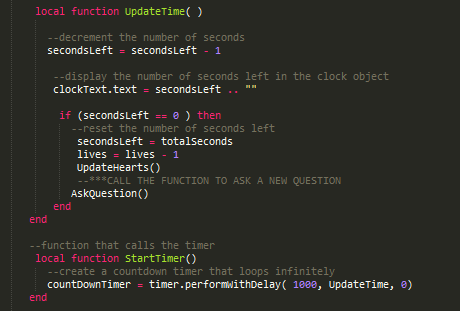 local function UpdateTime( )
--decrement the number of seconds
secondsLeft = secondsLeft - 1
--display the number of seconds left in the clock object
clockText.text = secondsLeft .. ""
if (secondsLeft == 0 ) then
--reset the number of seconds left
secondsLeft = totalSeconds
lives = lives - 1
UpdateHearts()
--***CALL THE FUNCTION TO ASK A NEW QUESTION
AskQuestion()
end
end
--function that calls the timer
local function StartTimer()
--create a countdown timer that loops infinitely
countDownTimer = timer.performWithDelay( 1000, UpdateTime, 0)
end